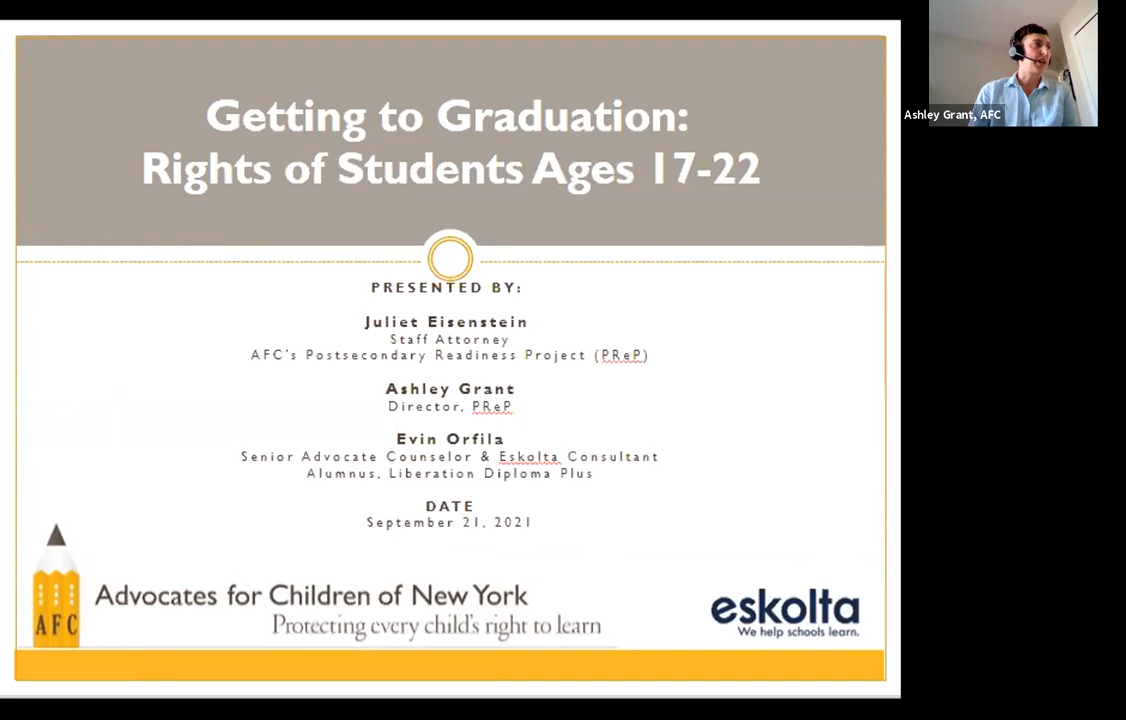 Getting to Graduation:
Rights of Students Ages 17-22
PRESENTED BY:
Juliet Eisenstein
Staff Attorney
AFC's Postsecondary Readiness Project (PReP)
Ashley Grant
Director, PReP
Evin Orfila
Senior Advocate Counselor & Eskolta Consultant
Alumnus, Liberation Diploma Plus
DATE
September 21, 2021
AFC
Advocates for Children of New York
Protecting every child's right to learn
eskolta
We help schools learn.
Ashley Grant, AFC